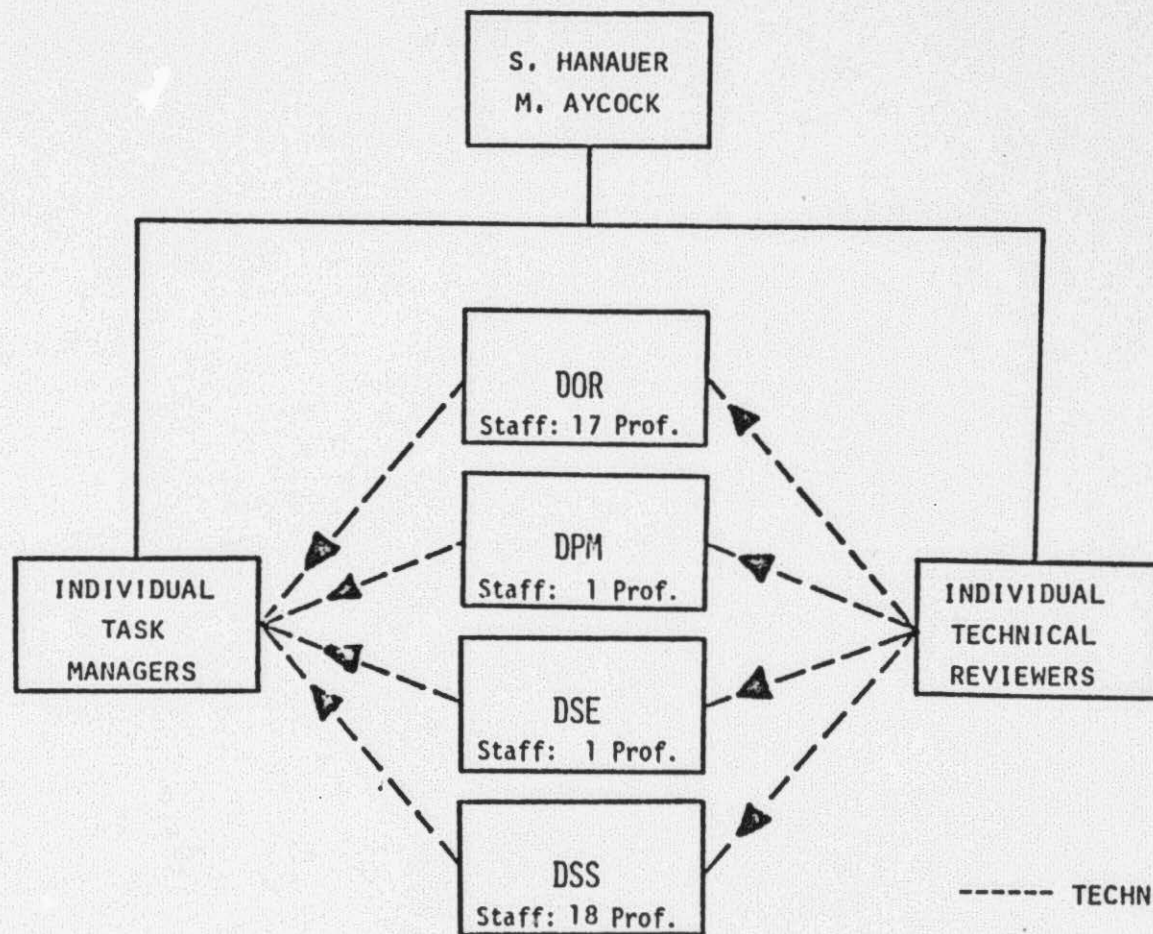 S. HANAUER
M. AYCOCK
DOR
Staff: 17 Prof.
DPM
Staff: 1 Prof.
INDIVIDUAL
TASK
MANAGERS
INDIVIDUAL
TECHNICAL
REVIEWERS
DSE
Staff: 1 Prof.
DSS
Staff: 18 Prof.
TECHN